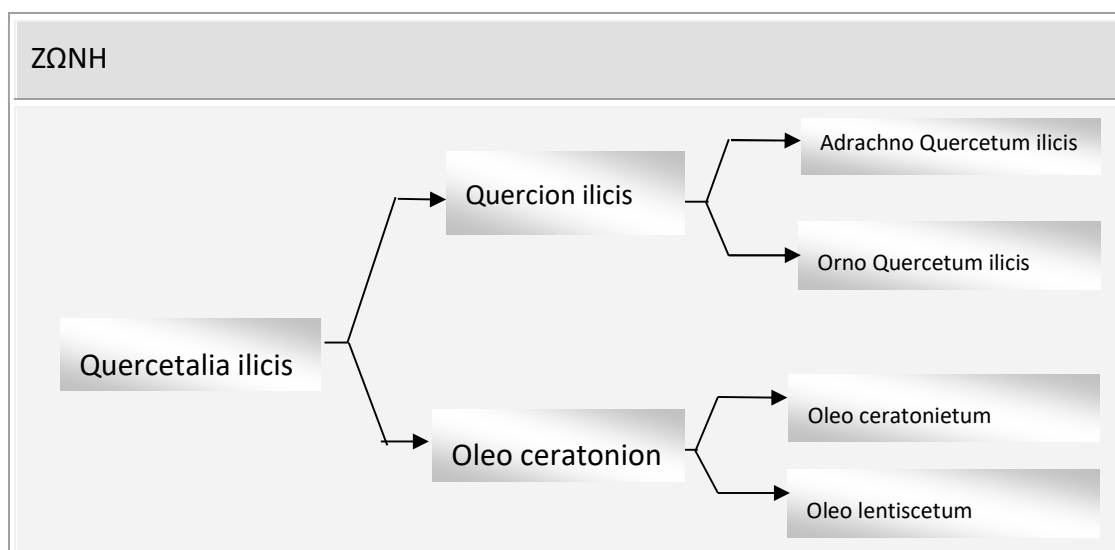 ΖΩΝΗ
Adrachno Quercetum ilicis
Quercion ilicis
Orno Quercetum ilicis
Quercetalia ilicis
Oleo ceratonietum
Oleo ceratonion
Oleo lentiscetum